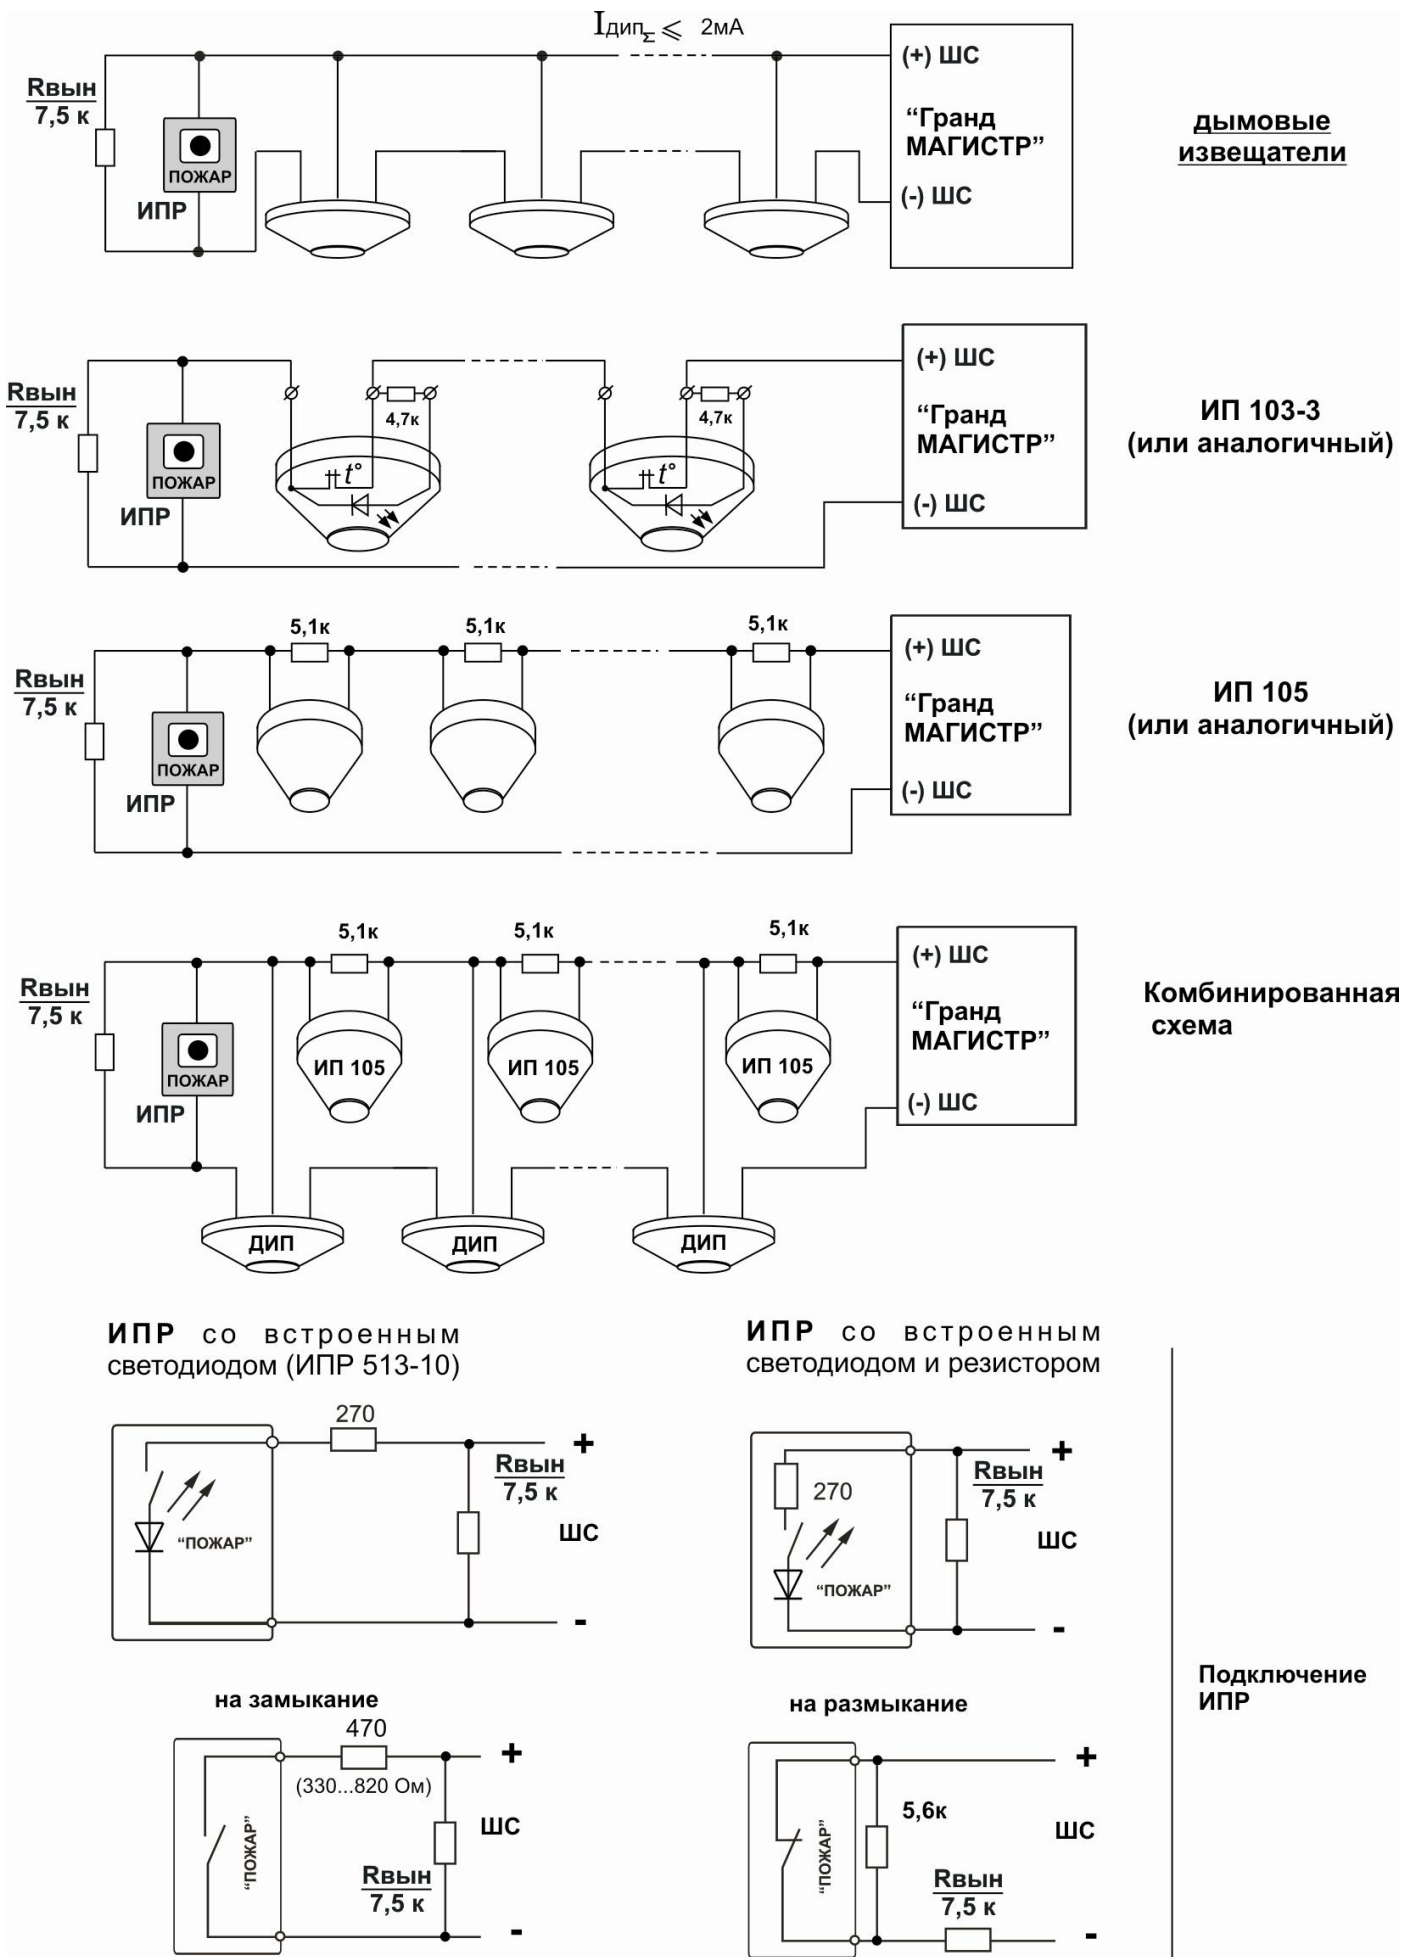 Iдип Σ ⩽ 2мА
Rвын
7,5 к
ПОЖАР
ИПР
(+) ШС
“Гранд
МАГИСТР”
(-) ШС
дымовые
извещатели
Rвын
7,5 к
ПОЖАР
ИПР
4,7к
t°
4,7к
t°
(+) ШС
“Гранд
МАГИСТР”
(-) ШС
ИП 103-3
(или аналогичный)
5,1к
5,1к
5,1к
Rвын
7,5 к
ПОЖАР
ИПР
(+) ШС
“Гранд
МАГИСТР”
(-) ШС
ИП 105
(или аналогичный)
5,1к
5,1к
5,1к
Rвын
7,5 к
ПОЖАР
ИПР
ИП 105
ИП 105
ИП 105
(+) ШС
“Гранд
МАГИСТР”
(-) ШС
Комбинированная
схема
ДИП
ДИП
ДИП
ИПР со встроенным
светодиодом (ИПР 513-10)
270
+
Rвын
7,5 к
“ПОЖАР”
ШС
-
ИПР со встроенным
светодиодом и резистором
+
Rвын
7,5 к
270
ШС
“ПОЖАР”
-
на замыкание
470
+
(330...820 Ом)
“ПОЖАР”
ШС
Rвын
7,5 к
-
на размыкание
+
5,6к
“ПОЖАР”
ШС
Rвын
7,5 к
-
Подключение
ИПР